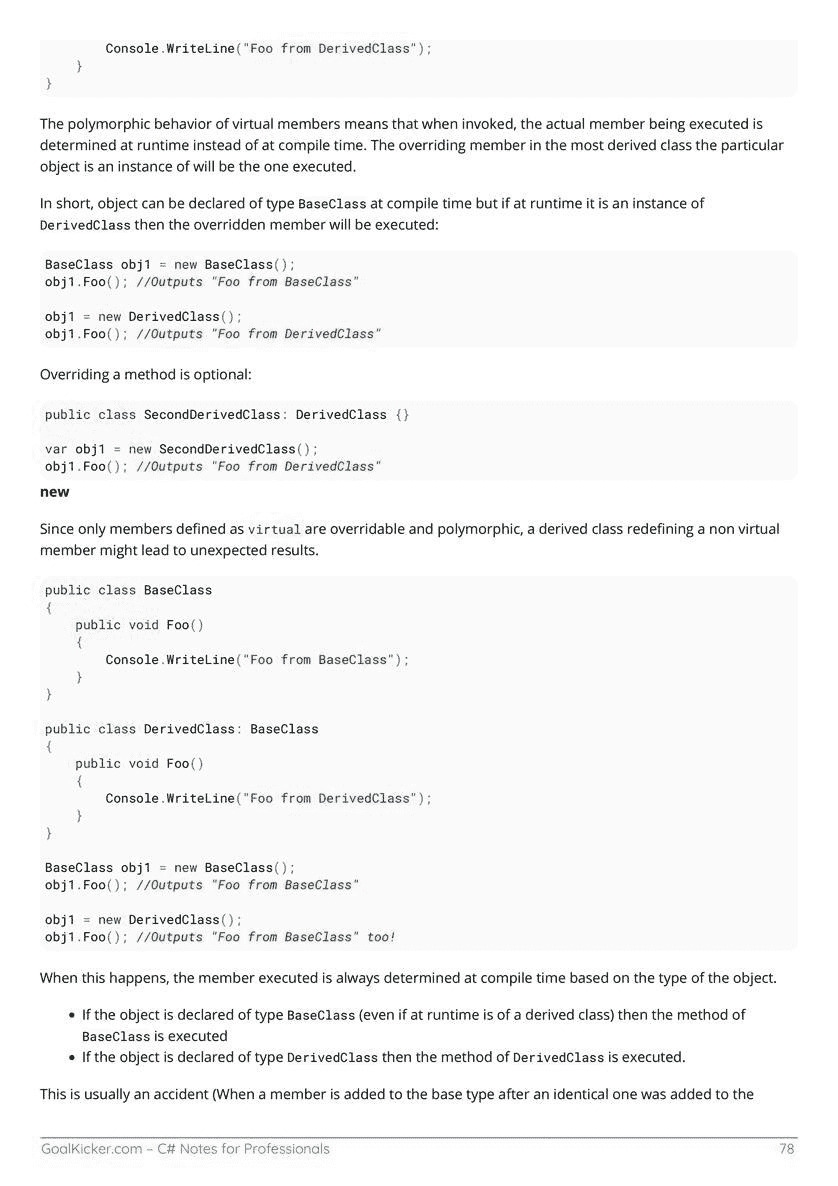 Console.WriteLine("Foo from DerivedClass");
    }
}
The polymorphic behavior of virtual members means that when invoked, the actual member being executed is
determined at runtime instead of at compile time. The overriding member in the most derived class the particular
object is an instance of will be the one executed.
In short, object can be declared of type BaseClass at compile time but if at runtime it is an instance of
DerivedClass then the overridden member will be executed:
BaseClass obj1 = new BaseClass();
obj1.Foo(); //Outputs "Foo from BaseClass"
obj1 = new DerivedClass();
obj1.Foo(); //Outputs "Foo from DerivedClass"
Overriding a method is optional:
public class SecondDerivedClass: DerivedClass {}
var obj1 = new SecondDerivedClass();
obj1.Foo(); //Outputs "Foo from DerivedClass"
new
Since only members defined as virtual are overridable and polymorphic, a derived class redefining a non virtual
member might lead to unexpected results.
public class BaseClass
{
    public void Foo()
    {
        Console.WriteLine("Foo from BaseClass");
    }
}
public class DerivedClass: BaseClass
{
    public void Foo()
    {
        Console.WriteLine("Foo from DerivedClass");
    }
}
BaseClass obj1 = new BaseClass();
obj1.Foo(); //Outputs "Foo from BaseClass"
obj1 = new DerivedClass();
obj1.Foo(); //Outputs "Foo from BaseClass" too!
When this happens, the member executed is always determined at compile time based on the type of the object.
• If the object is declared of type BaseClass (even if at runtime is of a derived class) then the method of
BaseClass is executed
• If the object is declared of type DerivedClass then the method of DerivedClass is executed.
This is usually an accident (When a member is added to the base type after an identical one was added to the
GoalKicker.com – C# Notes for Professionals 78